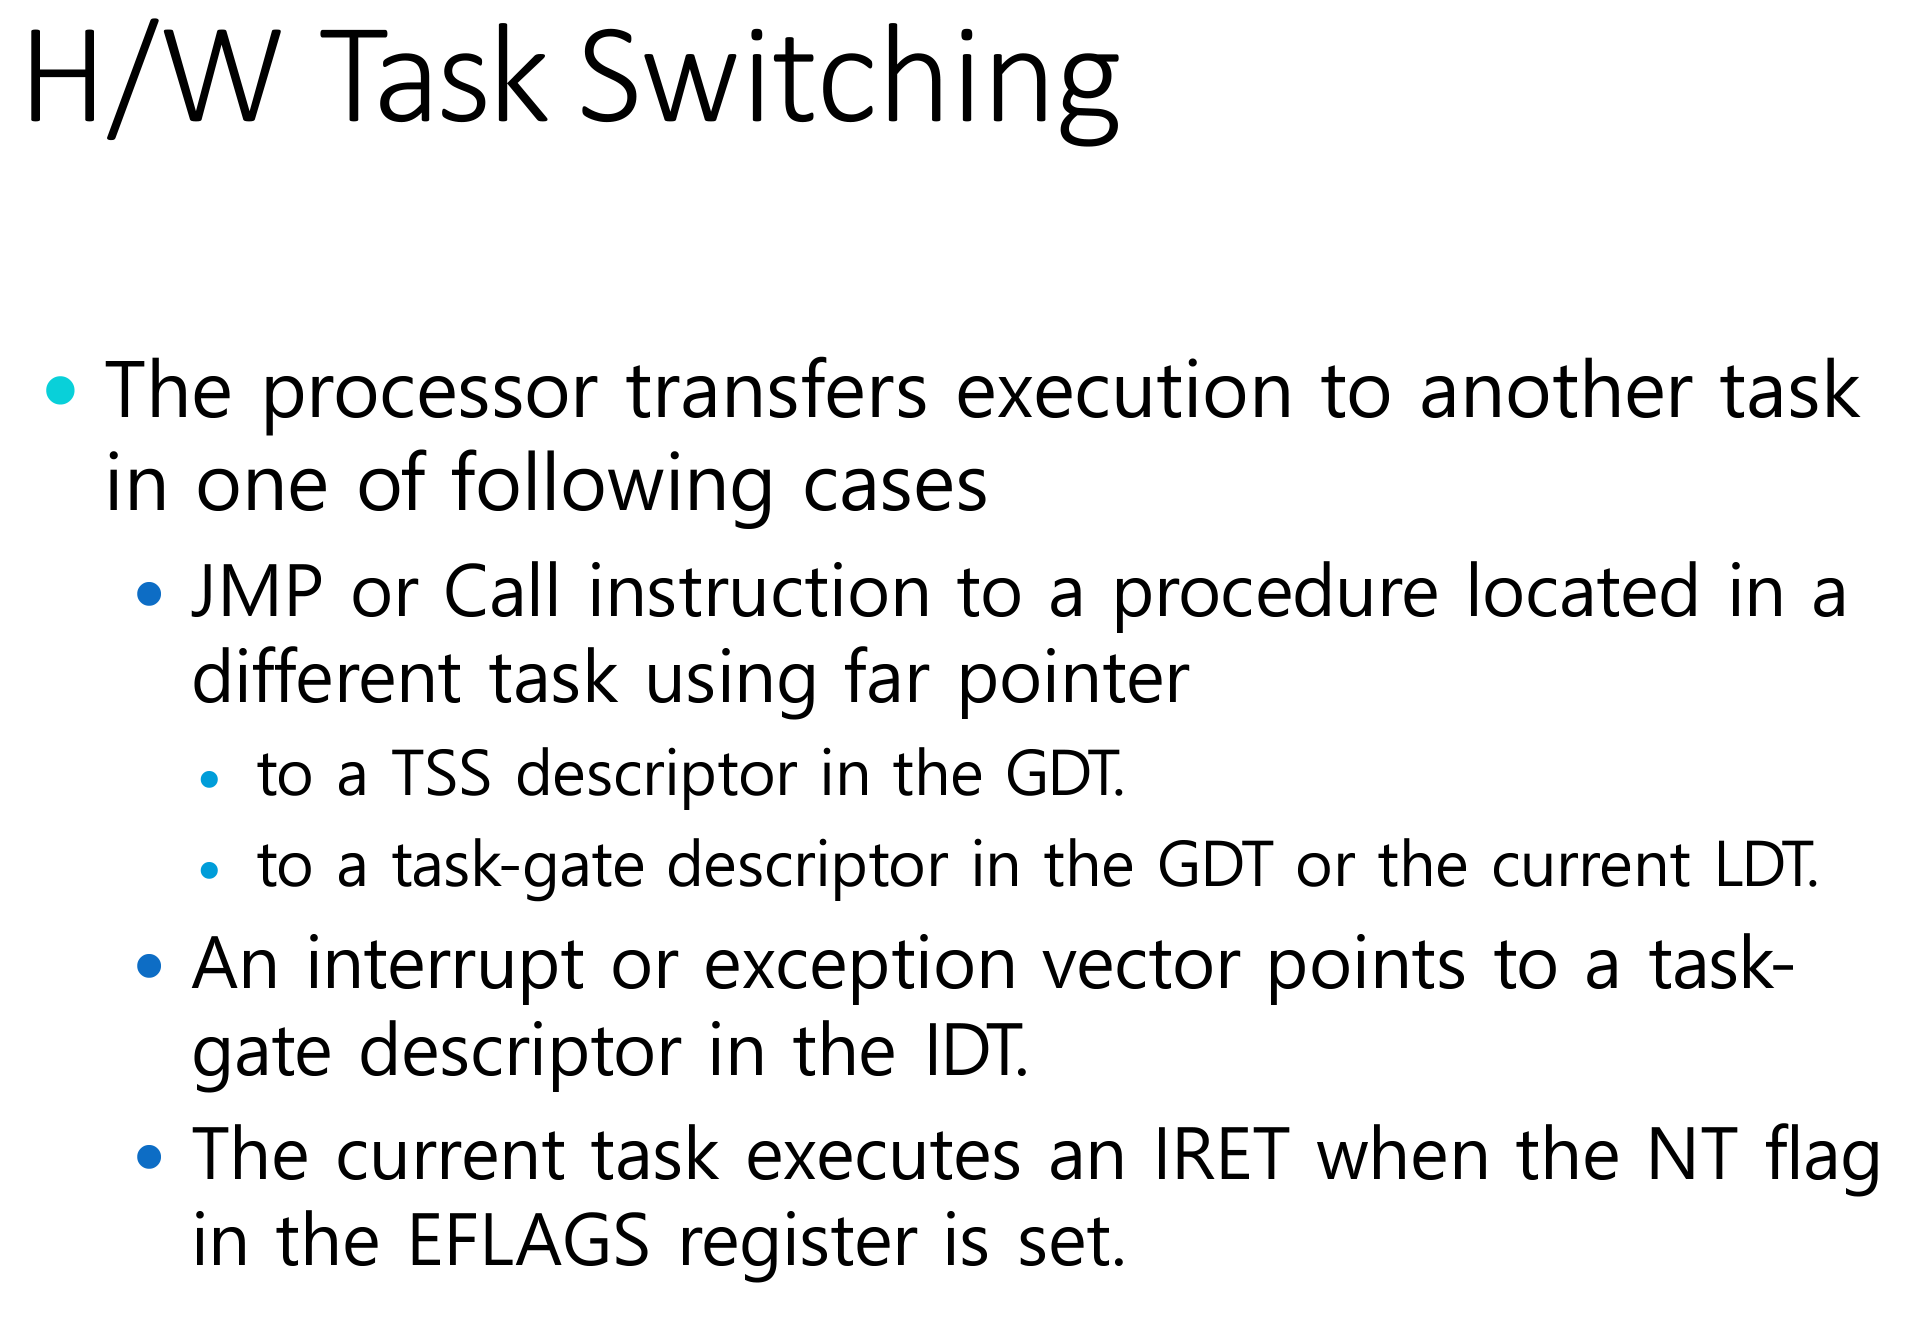 H/W Task Switching
• The processor transfers execution to another task
in one of following cases
• JMP or Call instruction to a procedure located in a
different task using far pointer
• to a TSS descriptor in the GDT.
• to a task-gate descriptor in the GDT or the current LDT.
• An interrupt or exception vector points to a task-
gate descriptor in the IDT.
• The current task executes an IRET when the NT flag
in the EFLAGS register is set.